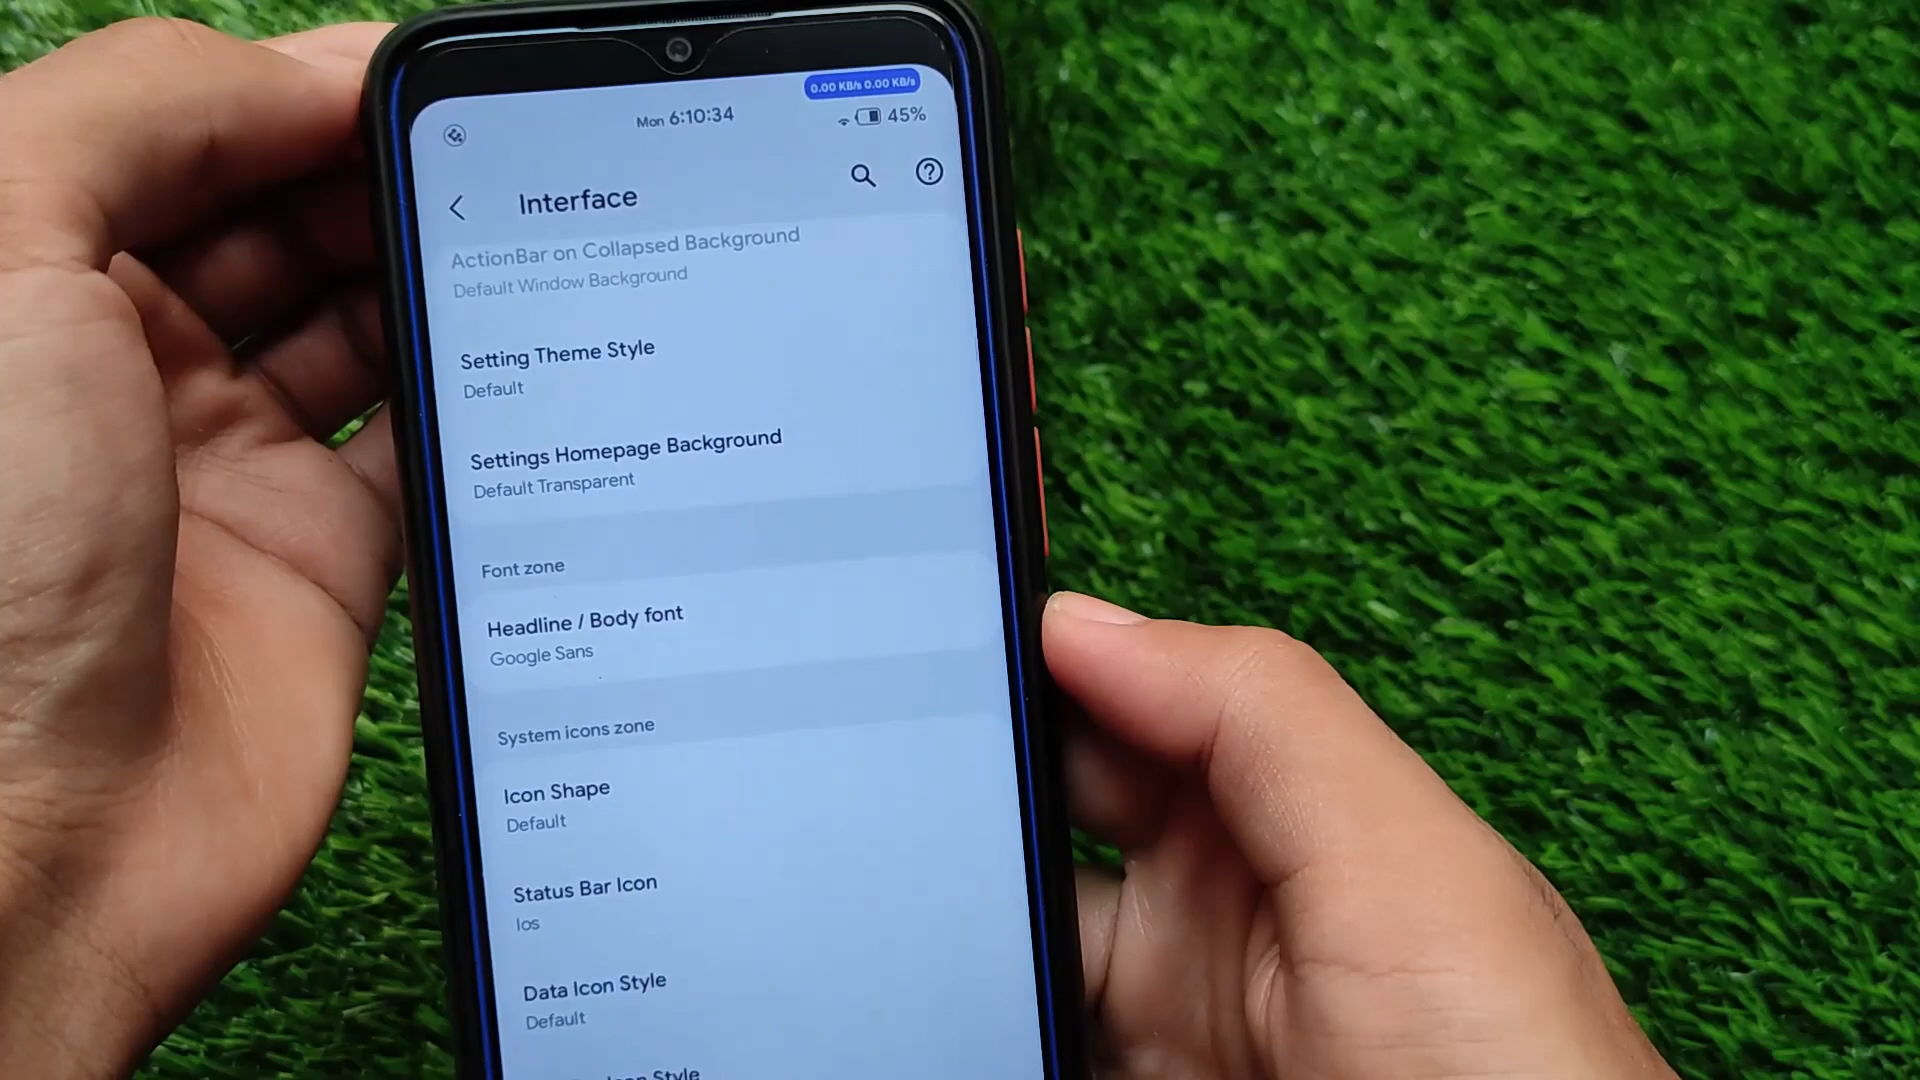 0.00 KB/s 0.00 KB/s
Mon 6:10:34
45%
Interface
ActionBar on Collapsed Background
Default Window Background
Setting Theme Style
Default
Settings Homepage Background
Default Transparent
Font zone
Headline / Body font
Google Sans
System icons zone
Icon Shape
Default
Status Bar Icon
Ios
Data Icon Style
Default
Style